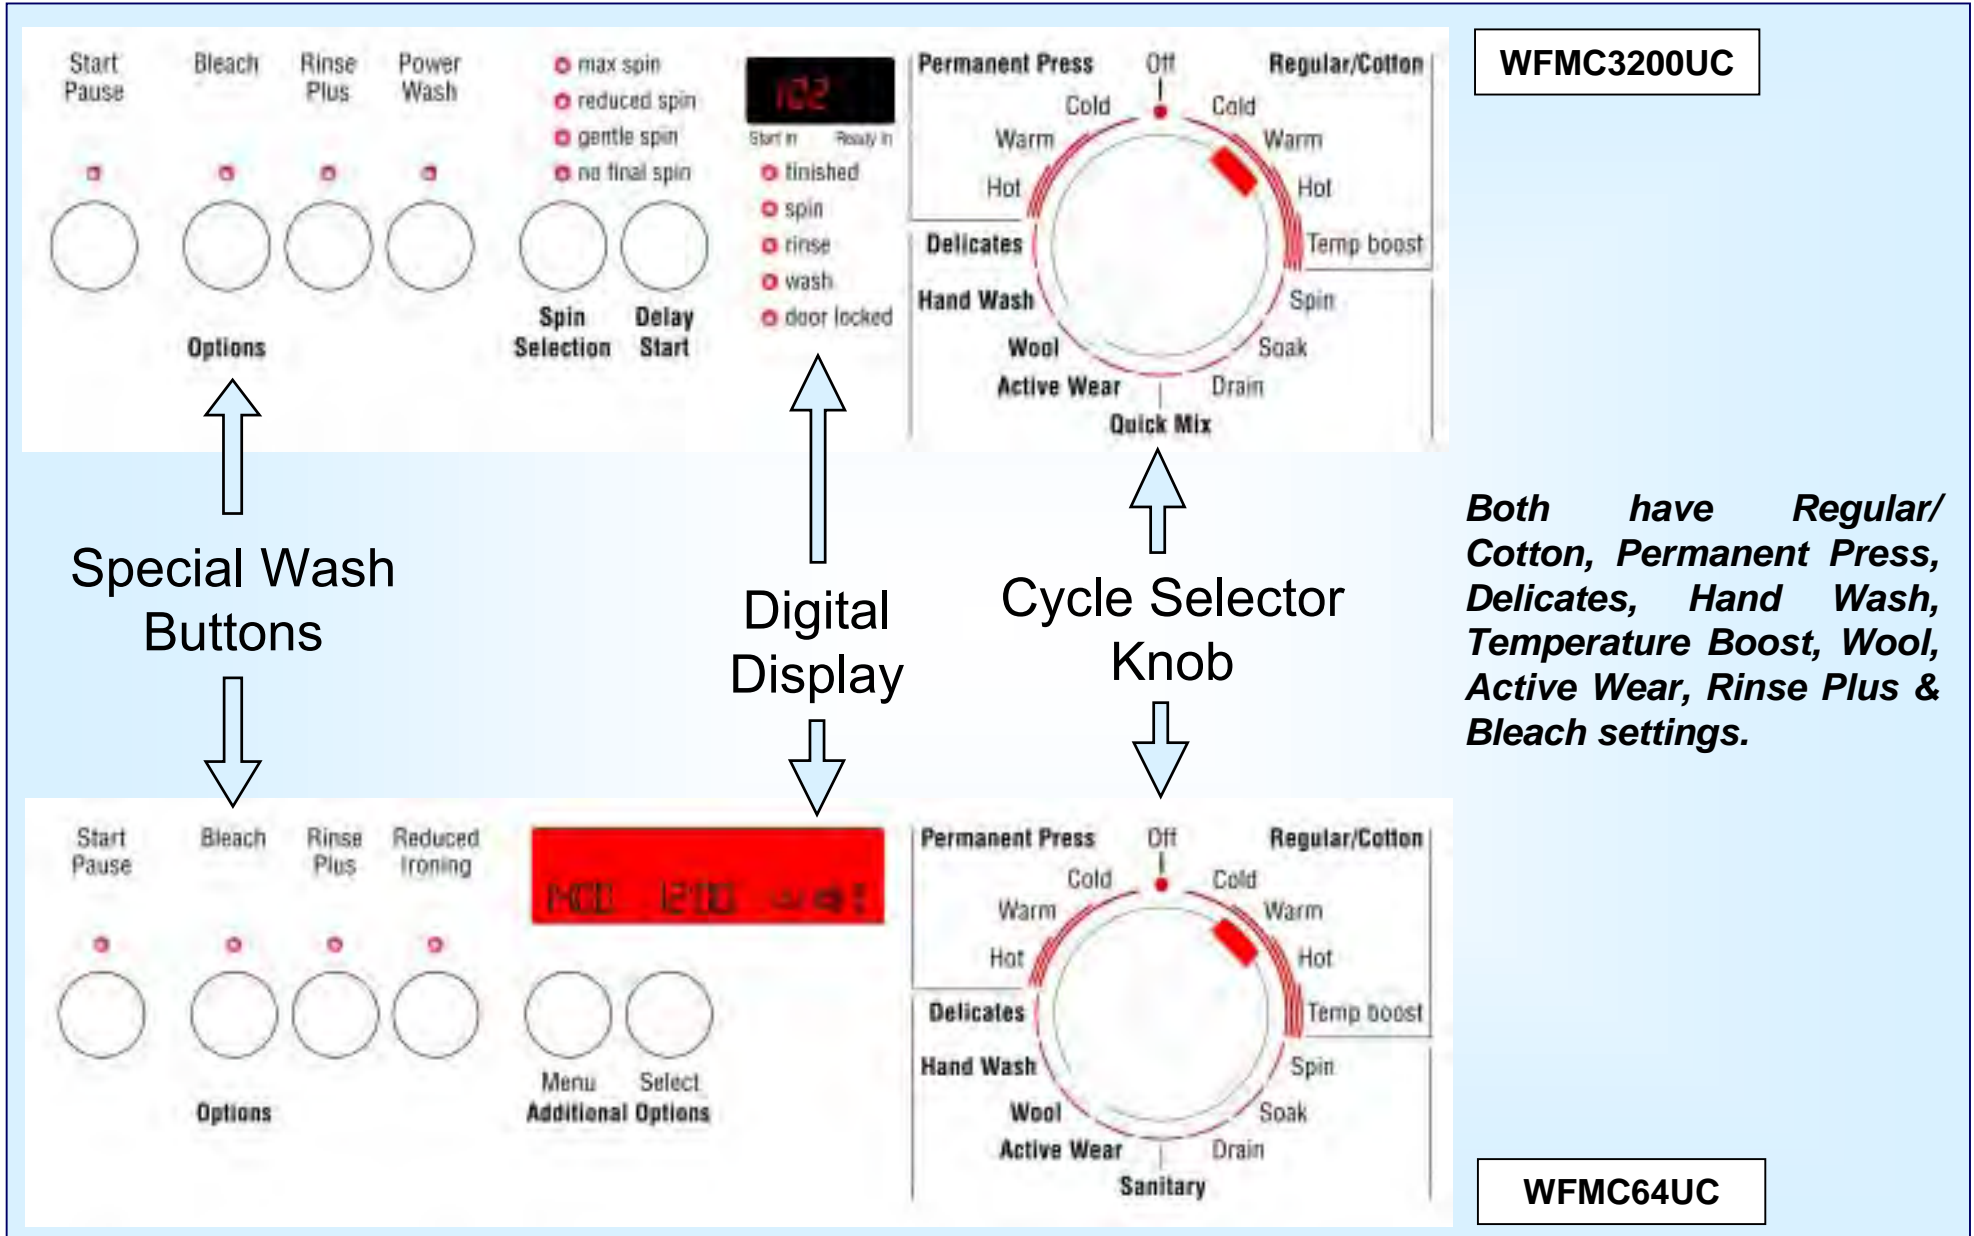 WFMC3200UC
Start
Pause
Bleach
Rinse
Plus
Power
Wash
Options
max spin
reduced spin
gentle spin
no final spin
Spin
Selection
Delay
Start
102
Start in Ready in
finished
spin
rinse
wash
door locked
Permanent Press
Off
Regular/Cotton
Cold
Warm
Hot
Delicates
Hand Wash
Wool
Active Wear
Quick Mix
Cold
Warm
Hot
Temp boost
Spin
Soak
Drain
Special Wash
Buttons
Digital
Display
Cycle Selector
Knob
Both have Regular/
Cotton, Permanent Press,
Delicates, Hand Wash,
Temperature Boost, Wool,
Active Wear, Rinse Plus &
Bleach settings.
Start
Pause
Bleach
Rinse
Plus
Reduced
Ironing
Options
12:00
Menu Select
Additional Options
Permanent Press
Off
Regular/Cotton
Cold
Warm
Hot
Delicates
Hand Wash
Wool
Active Wear
Sanitary
Cold
Warm
Hot
Temp boost
Spin
Soak
Drain
WFMC64UC